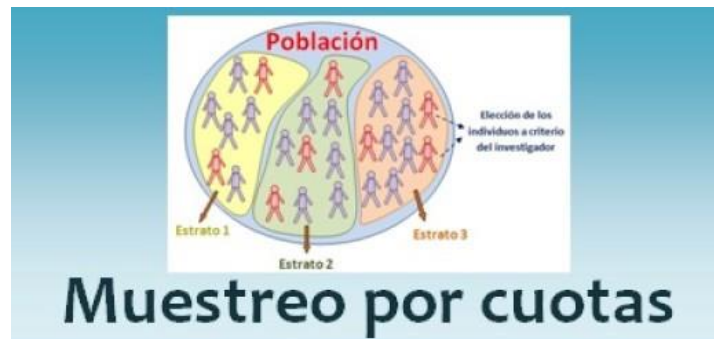 Población
Elección de los
individuos a criterio
del investigador
Estrato 1
Estrato 2
Estrato 3
Muestreo por cuotas